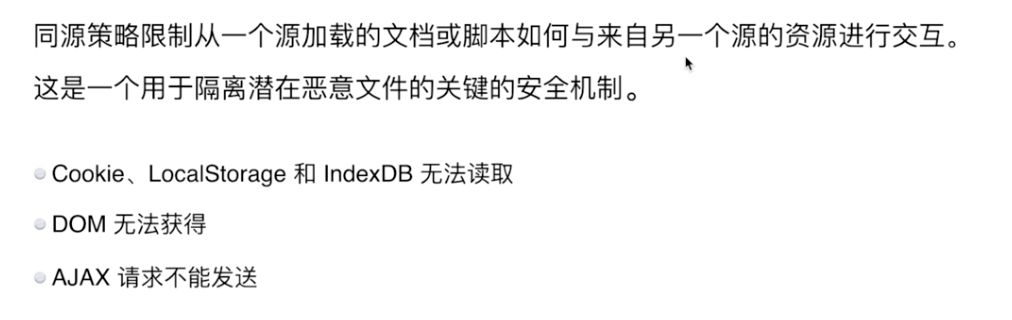 同源策略限制从一个源加载的文档或脚本如何与来自另一个源的资源进行交互。
这是一个用于隔离潜在恶意文件的关键的安全机制。
Cookie、LocalStorage 和 IndexDB 无法读取
DOM 无法获得
AJAX 请求不能发送